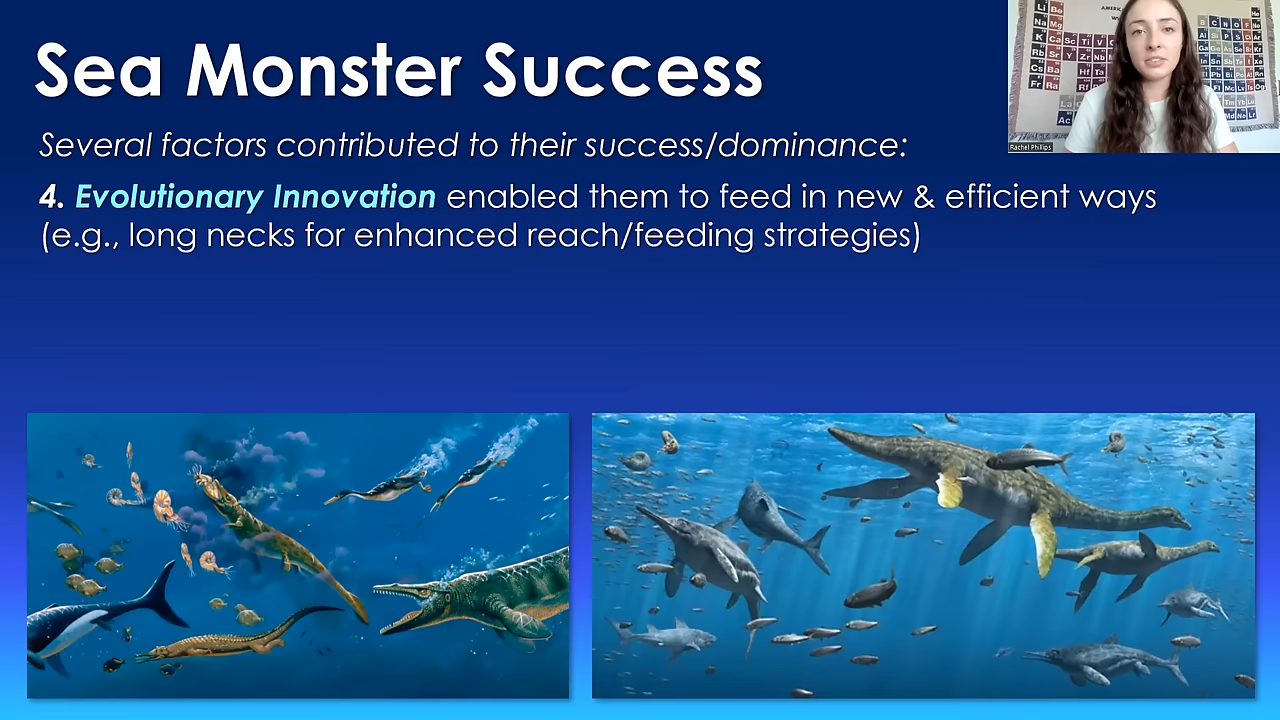 Sea Monster Success
Several factors contributed to their success/dominance:
4. Evolutionary Innovation enabled them to feed in new & efficient ways
(e.g., long necks for enhanced reach/feeding strategies)
Rachel Phillips